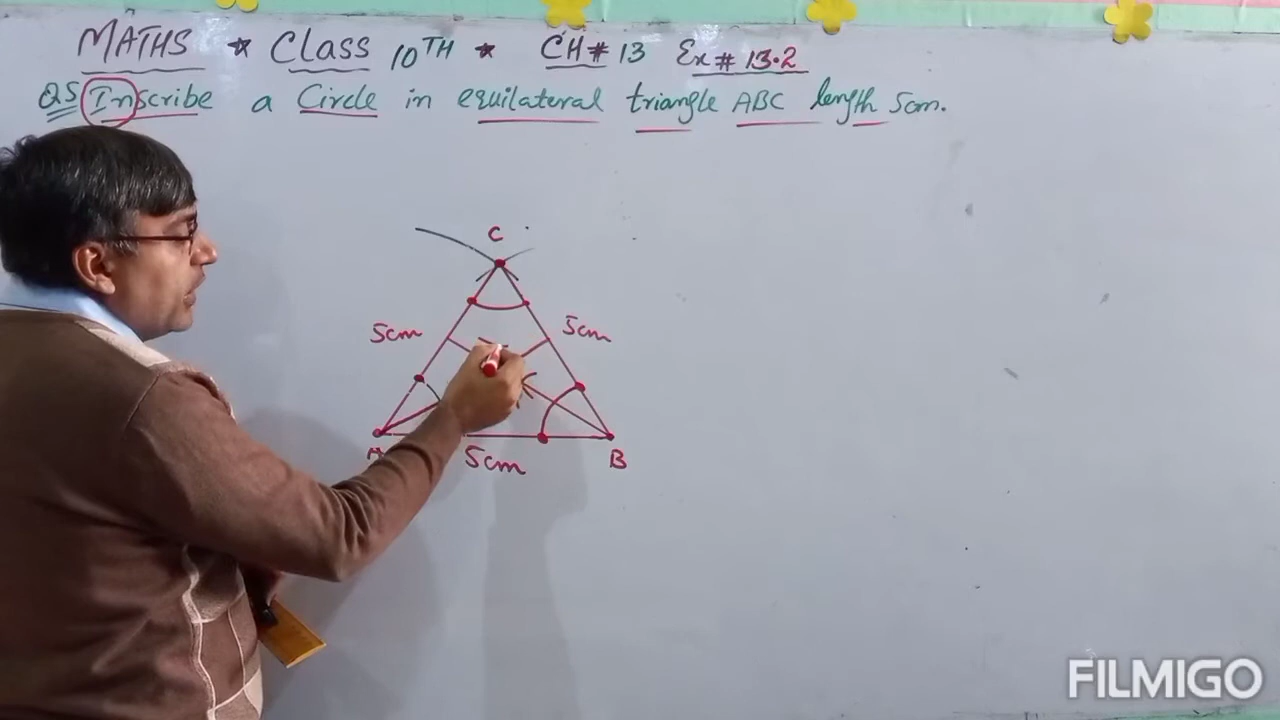 MATHS * Class 10TH * CH # 13 Ex # 13.2
Q5 Inscribe a Circle in equilateral triangle ABC length 5cm.
C
5cm 5cm
A 5cm B
FILMIGO